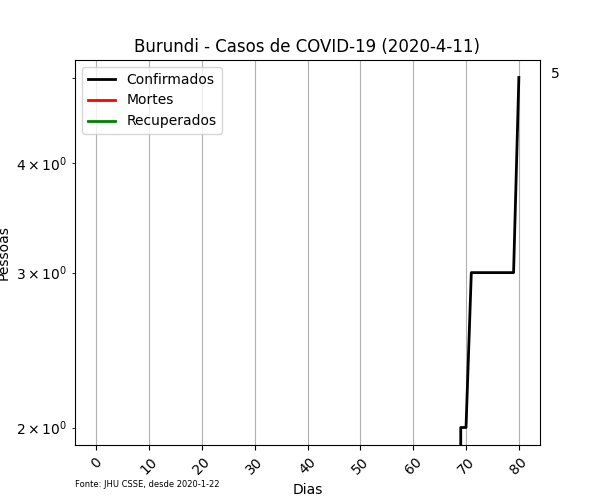 Burundi - Casos de COVID-19 (2020-4-11)
Confirmados
Mortes
Recuperados
5
4 × 10⁰
3 × 10⁰
2 × 10⁰
Pessoas
0 10 20 30 40 50 60 70 80
Dias
Fonte: JHU CSSE, desde 2020-1-22